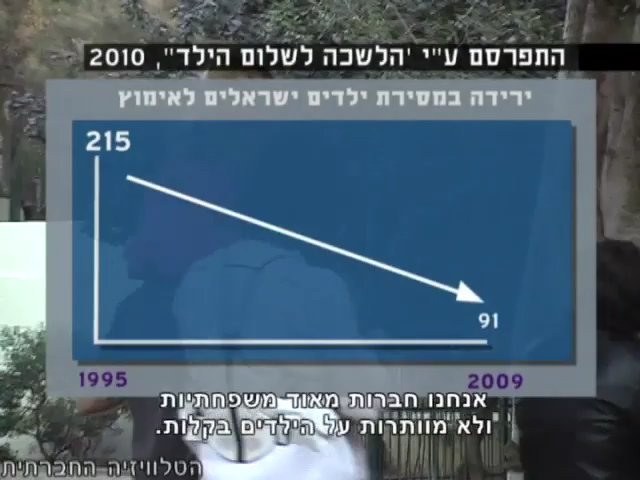 התפרסם ע"י 'הלשכה לשלום הילד", 2010
ירידה במסירת ילדים ישראלים לאימוץ
215
91
1995
2009
אנחנו חברות מאוד משפחתיות
ולא מוותרות על הילדים בקלות.
הטלוויזיה החברתית